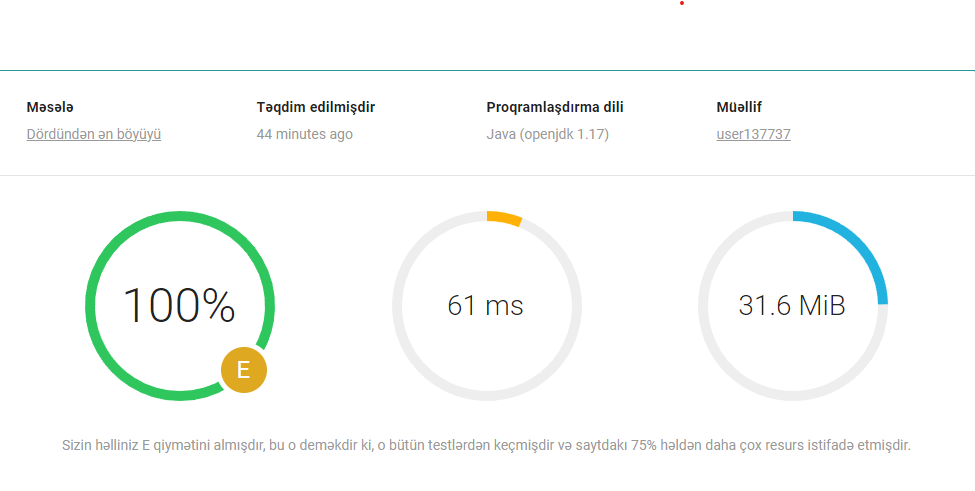 Məsələ Təqdim edilmişdir Proqramlaşdırma dili Müəllif
Dördündən ən böyüyü 44 minutes ago Java (openjdk 1.17) user137737
100% 61 ms 31.6 MiB
E
Sizin həlliniz E qiymətini almışdır, bu o deməkdir ki, o bütün testlərdən keçmişdir və saytdakı 75% həldən daha çox resurs istifadə etmişdir.